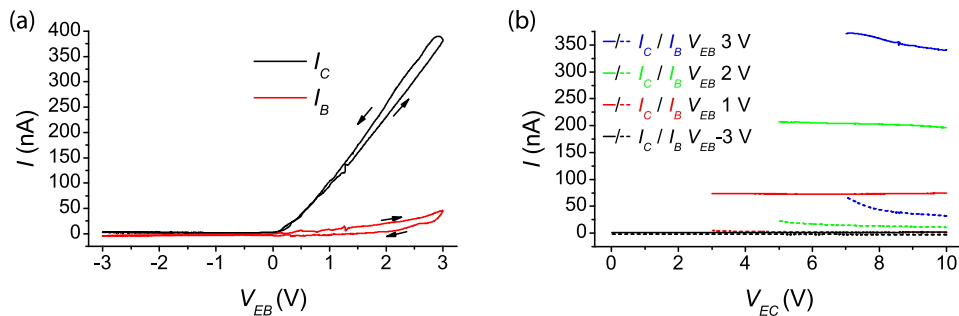 (a)
400
350
300
250
200
150
100
50
0
I (nA)
I_C
I_B
-3 -2 -1 0 1 2 3
V_EB (V)
(b)
350
300
250
200
150
100
50
0
I (nA)
-/-- I_C / I_B V_EB 3 V
-/-- I_C / I_B V_EB 2 V
-/-- I_C / I_B V_EB 1 V
-/-- I_C / I_B V_EB -3 V
0 2 4 6 8 10
V_EC (V)